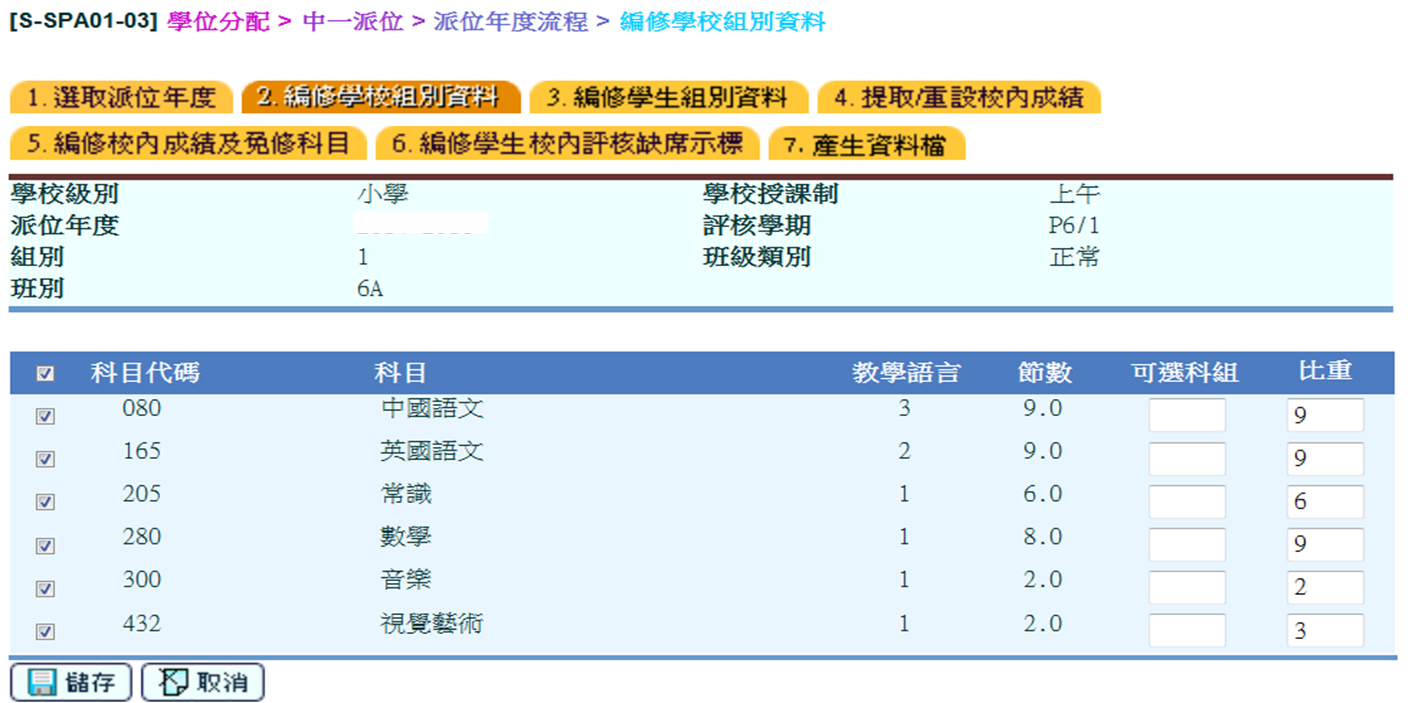 [S-SPA01-03] 學位分配 > 中一派位 > 派位年度流程 > 編修學校組別資料
1. 選取派位年度 2. 編修學校組別資料 3. 編修學生組別資料 4. 提取/重設校內成績
5. 編修校內成績及免修科目 6. 編修學生校內評核缺席示標 7. 產生資料檔
學校級別 小學 學校授課制 上午
派位年度 評核學期 P6/1
組別 1 班級類別 正常
班別 6A
科目代碼 科目 教學語言 節數 可選科組 比重
080 中國語文 3 9.0 9
165 英國語文 2 9.0 9
205 常識 1 6.0 6
280 數學 1 8.0 9
300 音樂 1 2.0 2
432 視覺藝術 1 2.0 3
儲存 取消